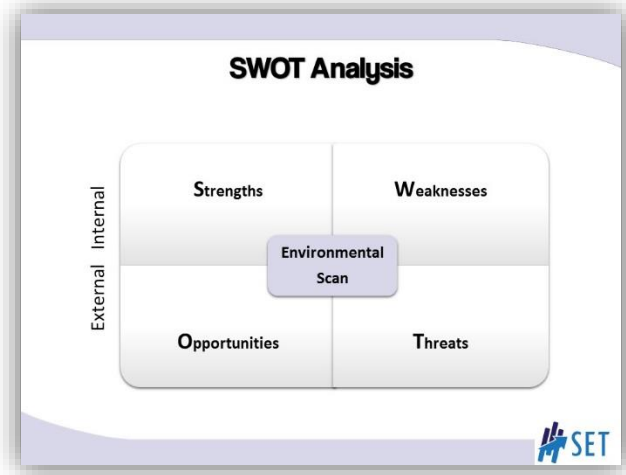 SWOT Analysis
Internal
Strengths
Weaknesses
Environmental
Scan
External
Opportunities
Threats
SET